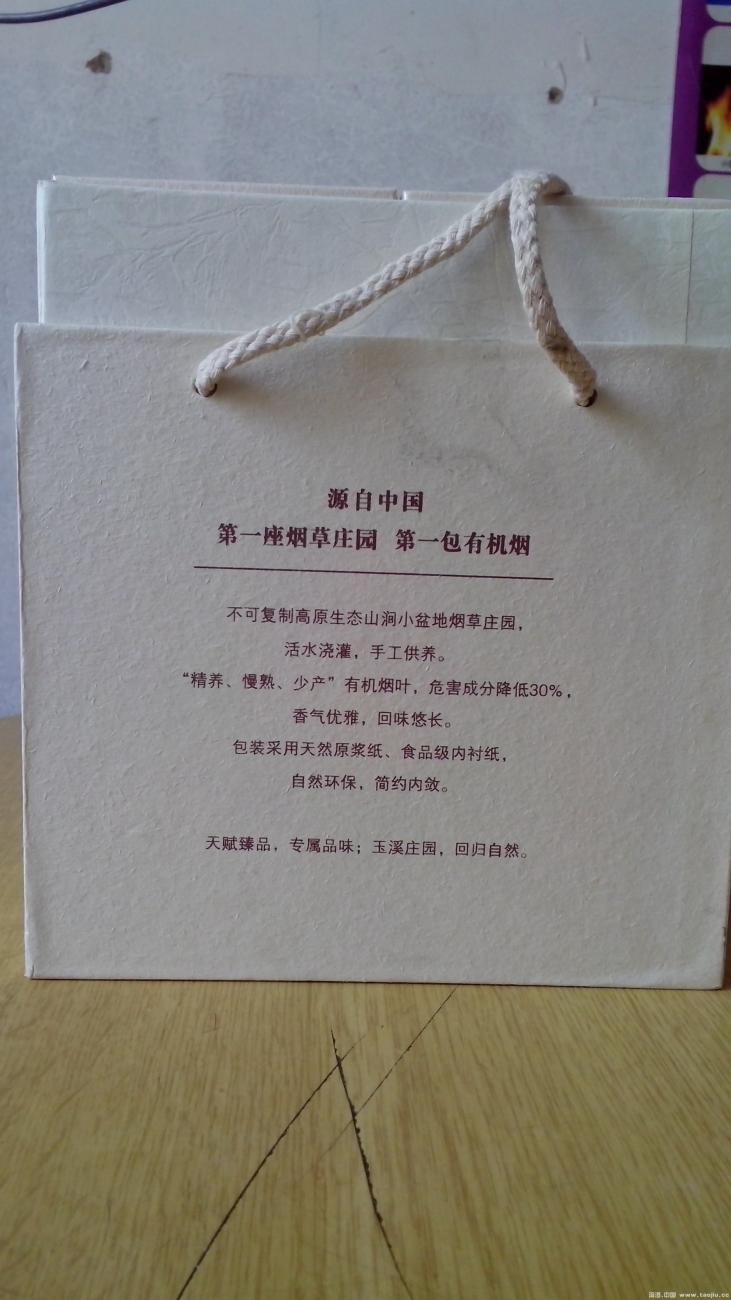 源自中国
第一座烟草庄园 第一包有机烟
不可复制高原生态山涧小盆地烟草庄园，
活水浇灌，手工供养。
“精养、慢熟、少产”有机烟叶，危害成分降低30%，
香气优雅，回味悠长。
包装采用天然原浆纸、食品级内衬纸，
自然环保，简约内敛。
天赋臻品，专属品味；玉溪庄园，回归自然。
www.taojiu.cc